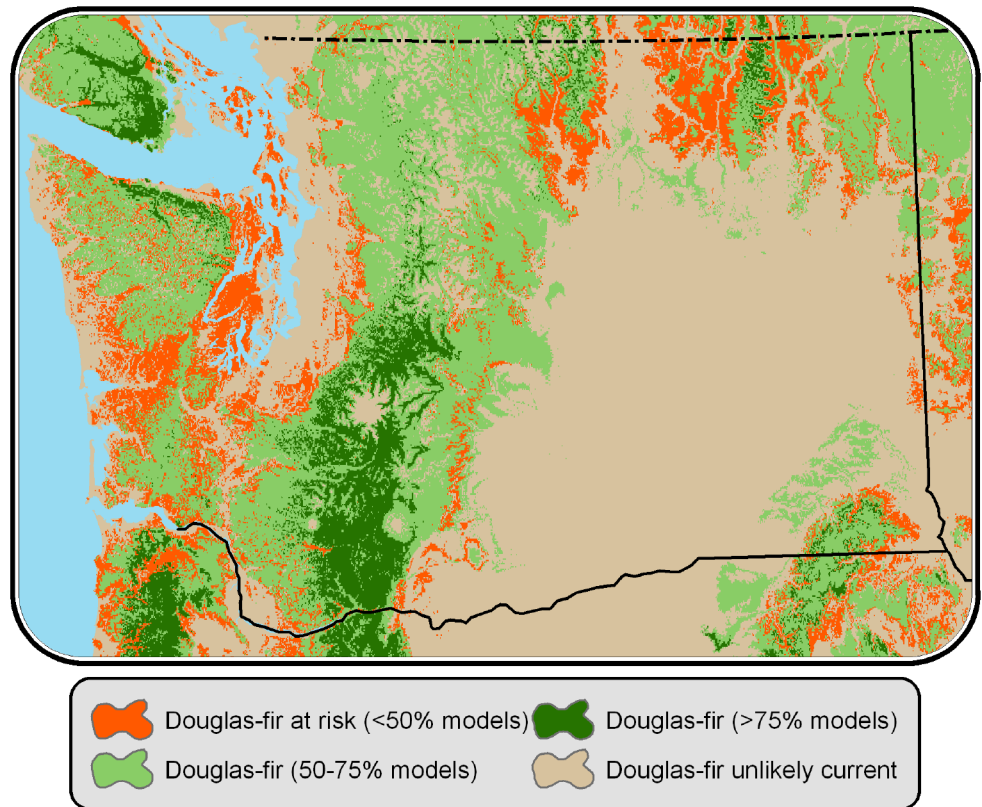 Douglas-fir at risk (<50% models)
Douglas-fir (>75% models)
Douglas-fir (50-75% models)
Douglas-fir unlikely current